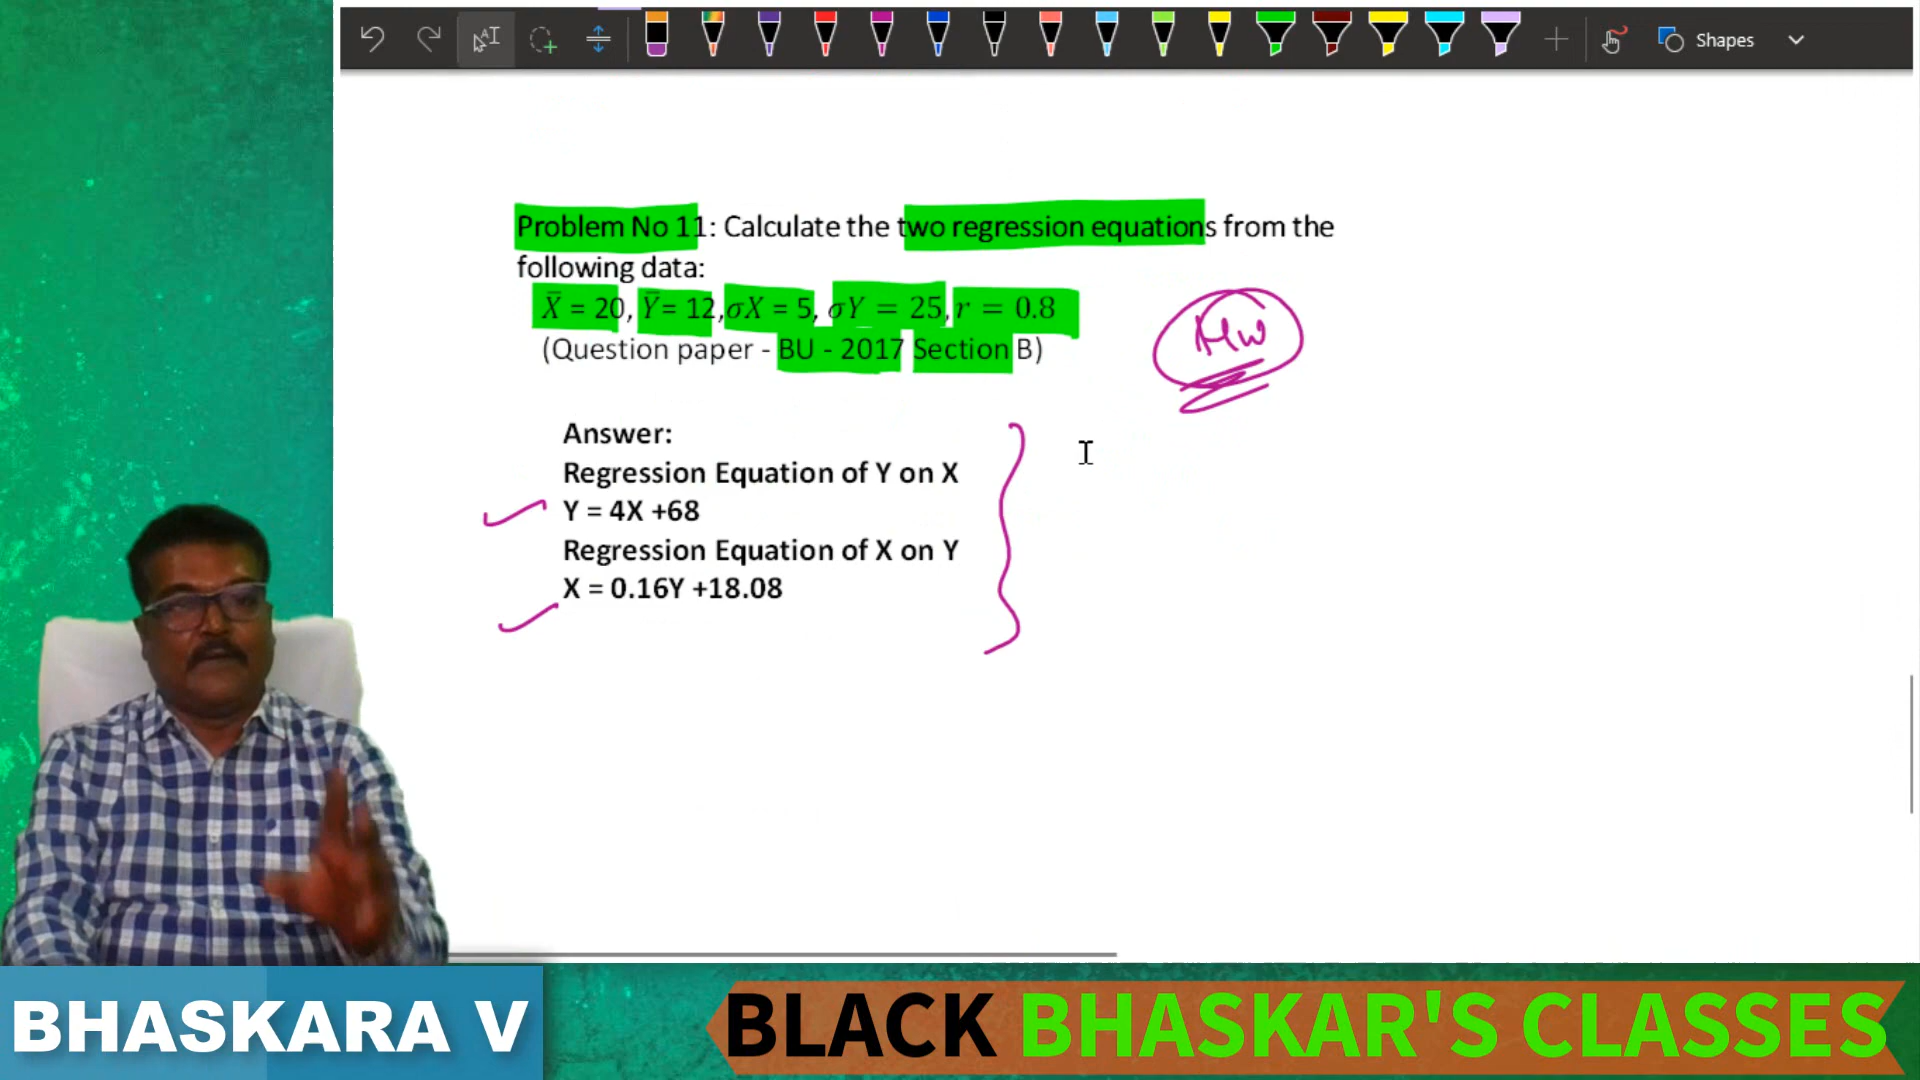 Shapes
Problem No 11: Calculate the two regression equations from the
following data:
X̄ = 20, Ȳ = 12, σX = 5, σY = 25, r = 0.8
(Question paper - BU - 2017 Section B)
HW
Answer:
Regression Equation of Y on X
Y = 4X +68
Regression Equation of X on Y
X = 0.16Y +18.08
BHASKARA V
BLACK BHASKAR'S CLASSES